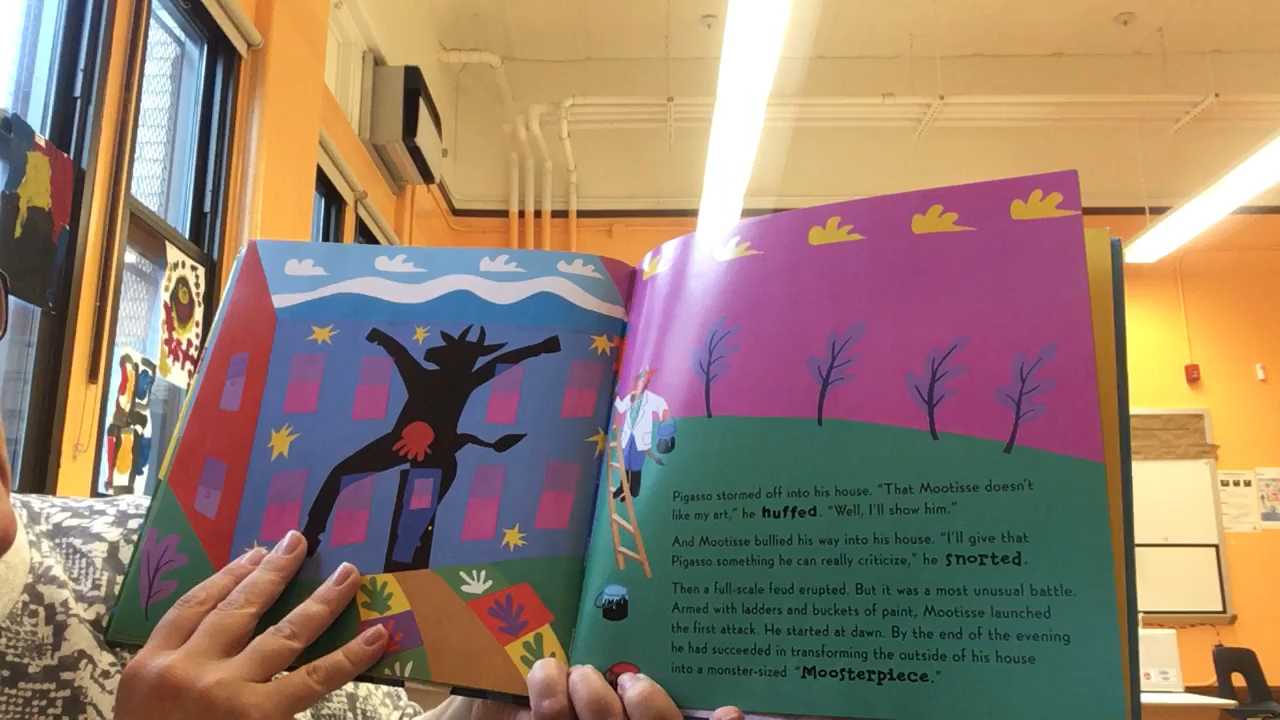 Pigasso stormed off into his house. "That Mootisse doesn't
like my art," he huffed. "Well, I'll show him."
And Mootisse bullied his way into his house. "I'll give that
Pigasso something he can really criticize," he snorted.
Then a full-scale feud erupted. But it was a most unusual battle.
Armed with ladders and buckets of paint, Mootisse launched
the first attack. He started at dawn. By the end of the evening
he had succeeded in transforming the outside of his house
into a monster-sized "Moosterpiece."